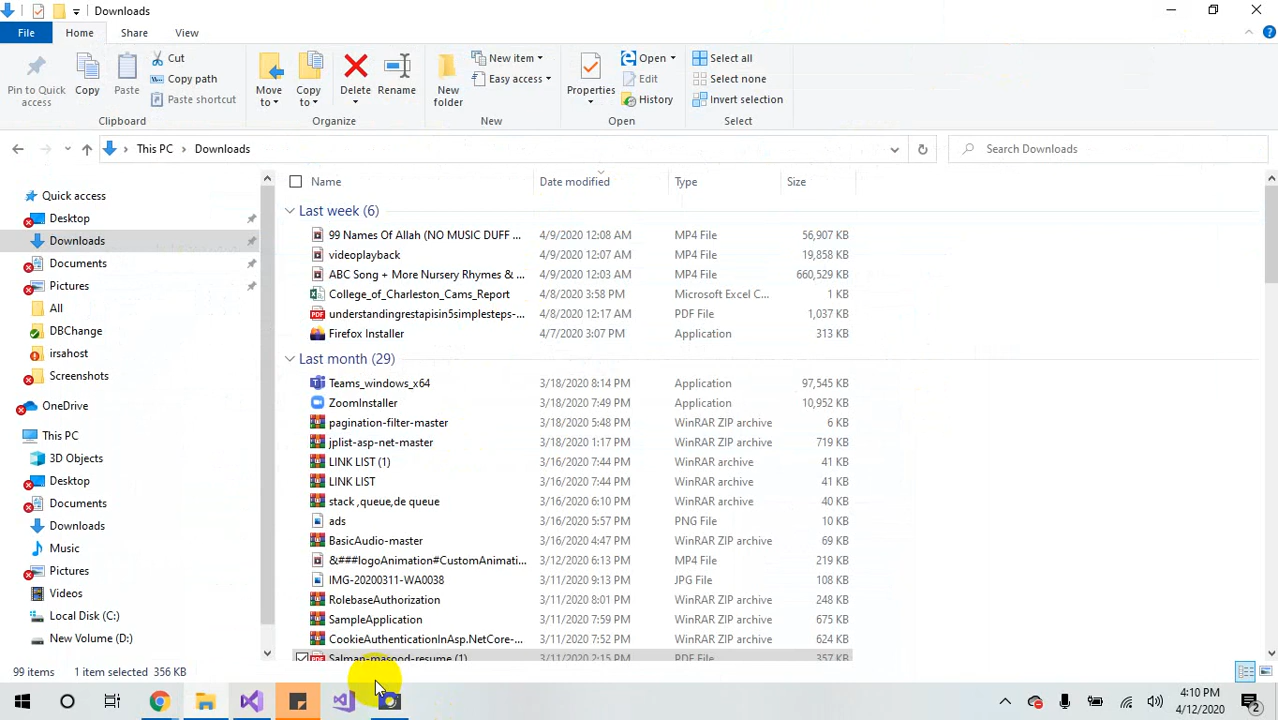 Downloads
File Home Share View
Pin to Quick access
Copy
Paste
Cut
Copy path
Paste shortcut
Clipboard
Move to
Copy to
Delete
Rename
Organize
New folder
New item
Easy access
New
Properties
Open
Edit
History
Open
Select all
Select none
Invert selection
Select
This PC Downloads
Search Downloads
Quick access
Desktop
Downloads
Documents
Pictures
All
DBChange
irsahost
Screenshots
OneDrive
This PC
3D Objects
Desktop
Documents
Downloads
Music
Pictures
Videos
Local Disk (C:)
New Volume (D:)
Name Date modified Type Size
Last week (6)
99 Names Of Allah (NO MUSIC DUFF ... 4/9/2020 12:08 AM MP4 File 56,907 KB
videoplayback 4/9/2020 12:07 AM MP4 File 19,858 KB
ABC Song + More Nursery Rhymes & ... 4/9/2020 12:03 AM MP4 File 660,529 KB
College_of_Charleston_Cams_Report 4/8/2020 3:58 PM Microsoft Excel C... 1 KB
understandingrestapisin5simplesteps-... 4/8/2020 12:17 AM PDF File 1,037 KB
Firefox Installer 4/7/2020 3:07 PM Application 313 KB
Last month (29)
Teams_windows_x64 3/18/2020 8:14 PM Application 97,545 KB
ZoomInstaller 3/18/2020 7:49 PM Application 10,952 KB
pagination-filter-master 3/18/2020 5:48 PM WinRAR ZIP archive 6 KB
jplist-asp-net-master 3/18/2020 1:17 PM WinRAR ZIP archive 719 KB
LINK LIST (1) 3/16/2020 7:44 PM WinRAR archive 41 KB
LINK LIST 3/16/2020 7:44 PM WinRAR archive 41 KB
stack ,queue,de queue 3/16/2020 6:10 PM WinRAR archive 40 KB
ads 3/16/2020 5:57 PM PNG File 10 KB
BasicAudio-master 3/16/2020 4:47 PM WinRAR ZIP archive 69 KB
&###logoAnimation#CustomAnimati... 3/12/2020 6:13 PM MP4 File 219 KB
IMG-20200311-WA0038 3/11/2020 9:13 PM JPG File 108 KB
RolebaseAuthorization 3/11/2020 8:01 PM WinRAR ZIP archive 248 KB
SampleApplication 3/11/2020 7:59 PM WinRAR ZIP archive 675 KB
CookieAuthenticationInAsp.NetCore-... 3/11/2020 7:52 PM WinRAR ZIP archive 624 KB
Salman-masood-resume (1) 3/11/2020 2:15 PM PDF File 357 KB
99 items 1 item selected 356 KB
4:10 PM
4/12/2020
2